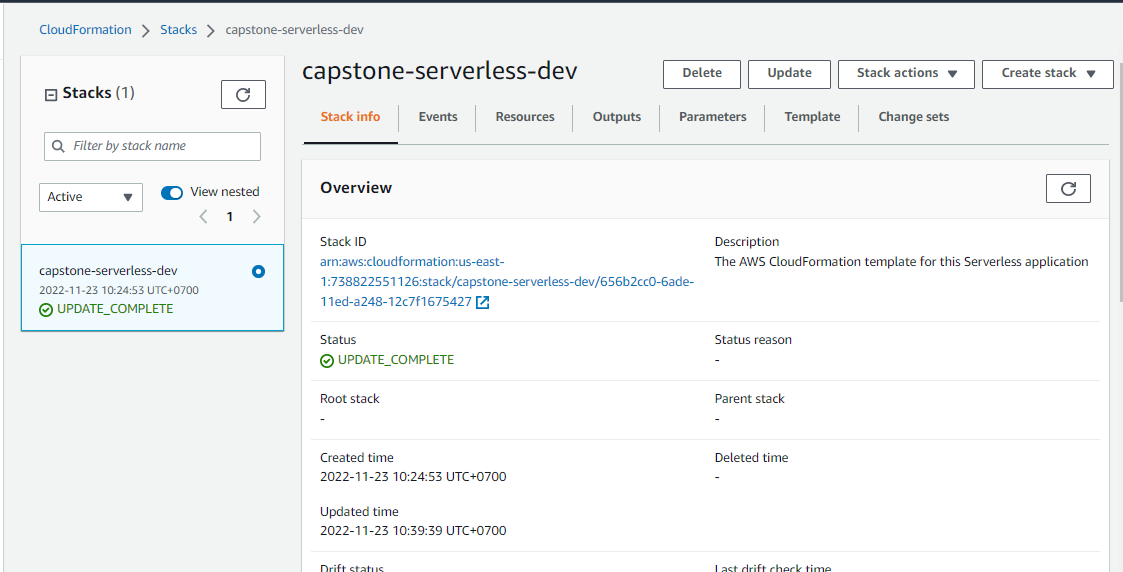 CloudFormation > Stacks > capstone-serverless-dev
Stacks (1)
Filter by stack name
Active
View nested
1
capstone-serverless-dev
2022-11-23 10:24:53 UTC+0700
UPDATE_COMPLETE
capstone-serverless-dev
Delete
Update
Stack actions
Create stack
Stack info
Events
Resources
Outputs
Parameters
Template
Change sets
Overview
Stack ID
arn:aws:cloudformation:us-east-
1:738822551126:stack/capstone-serverless-dev/656b2cc0-6ade-
11ed-a248-12c7f1675427
Description
The AWS CloudFormation template for this Serverless application
Status
UPDATE_COMPLETE
Status reason
-
Root stack
-
Parent stack
-
Created time
2022-11-23 10:24:53 UTC+0700
Deleted time
-
Updated time
2022-11-23 10:39:39 UTC+0700
Drift status
Last drift check time